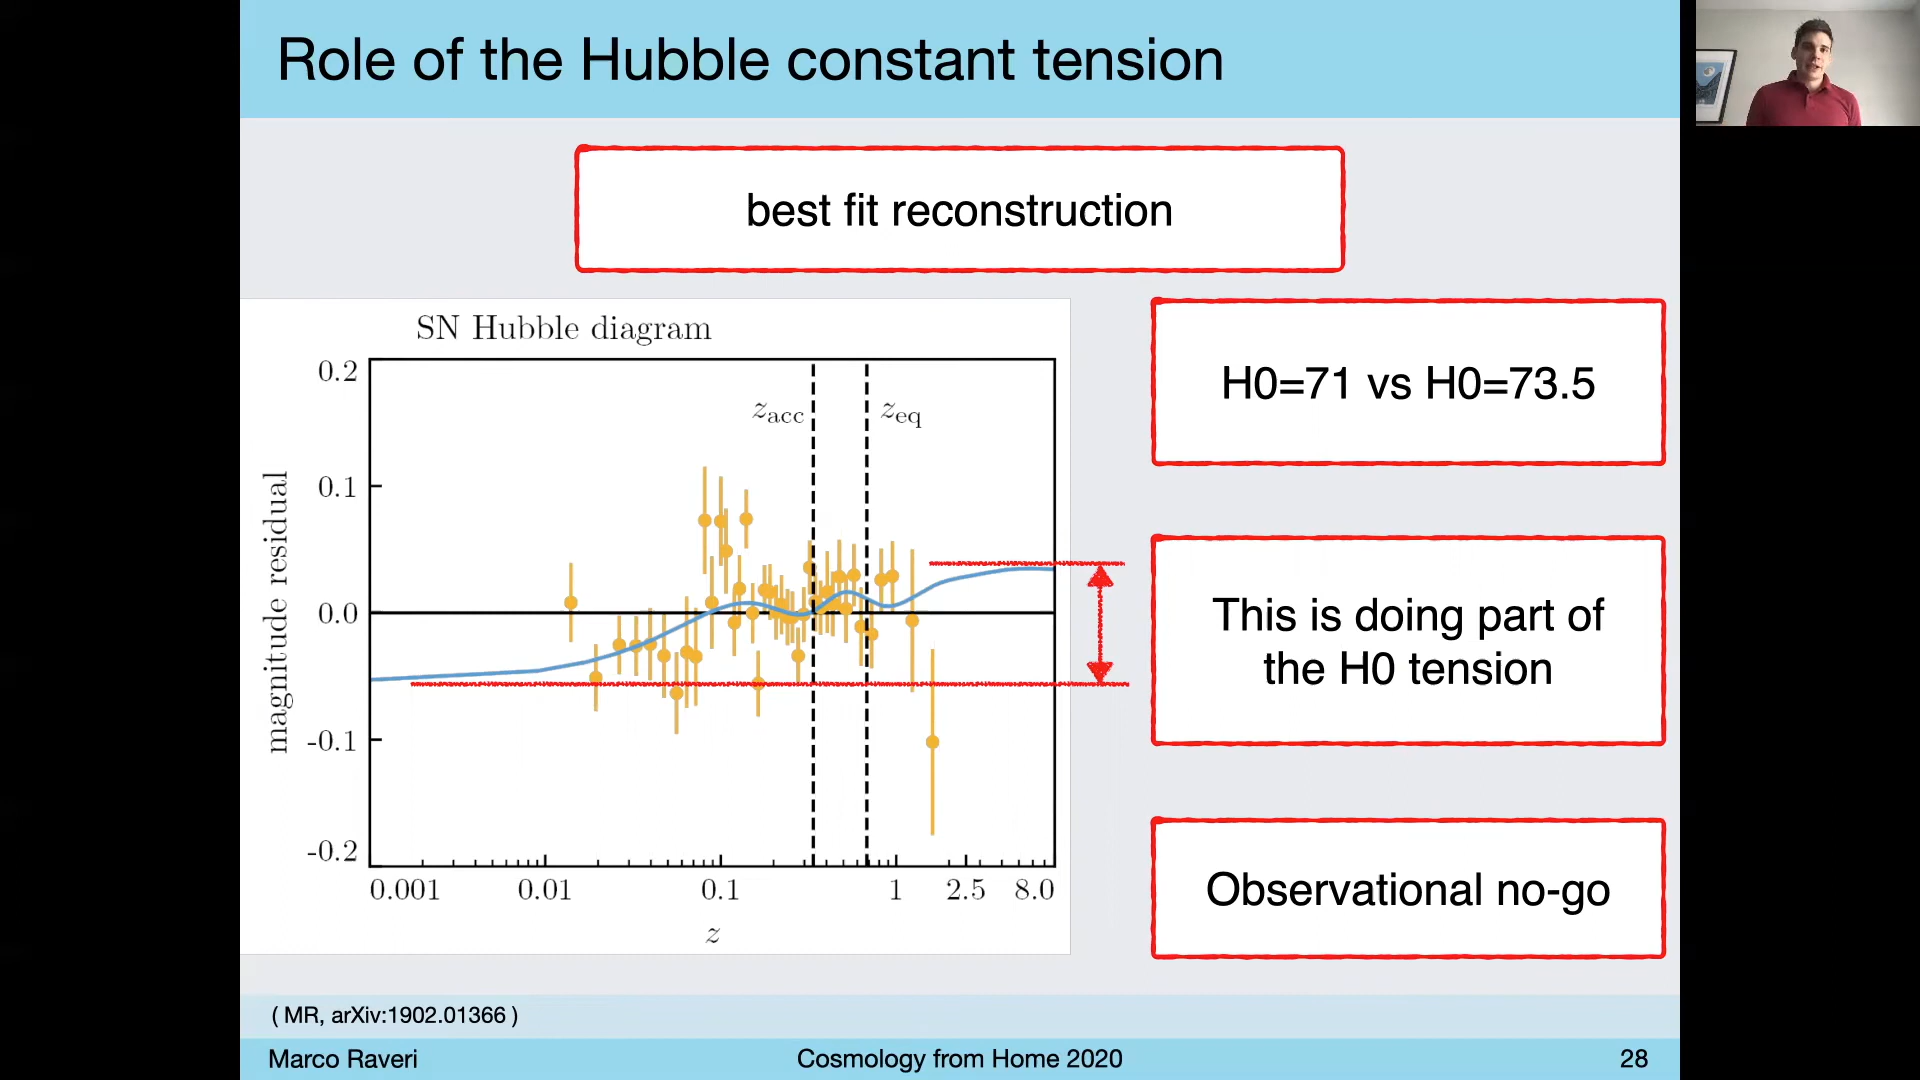 Role of the Hubble constant tension
best fit reconstruction
SN Hubble diagram
magnitude residual
0.2
0.1
0.0
-0.1
-0.2
z_acc
z_eq
0.001 0.01 0.1 1 2.5 8.0
z
H0=71 vs H0=73.5
This is doing part of
the H0 tension
Observational no-go
( MR, arXiv:1902.01366 )
Marco Raveri
Cosmology from Home 2020
28